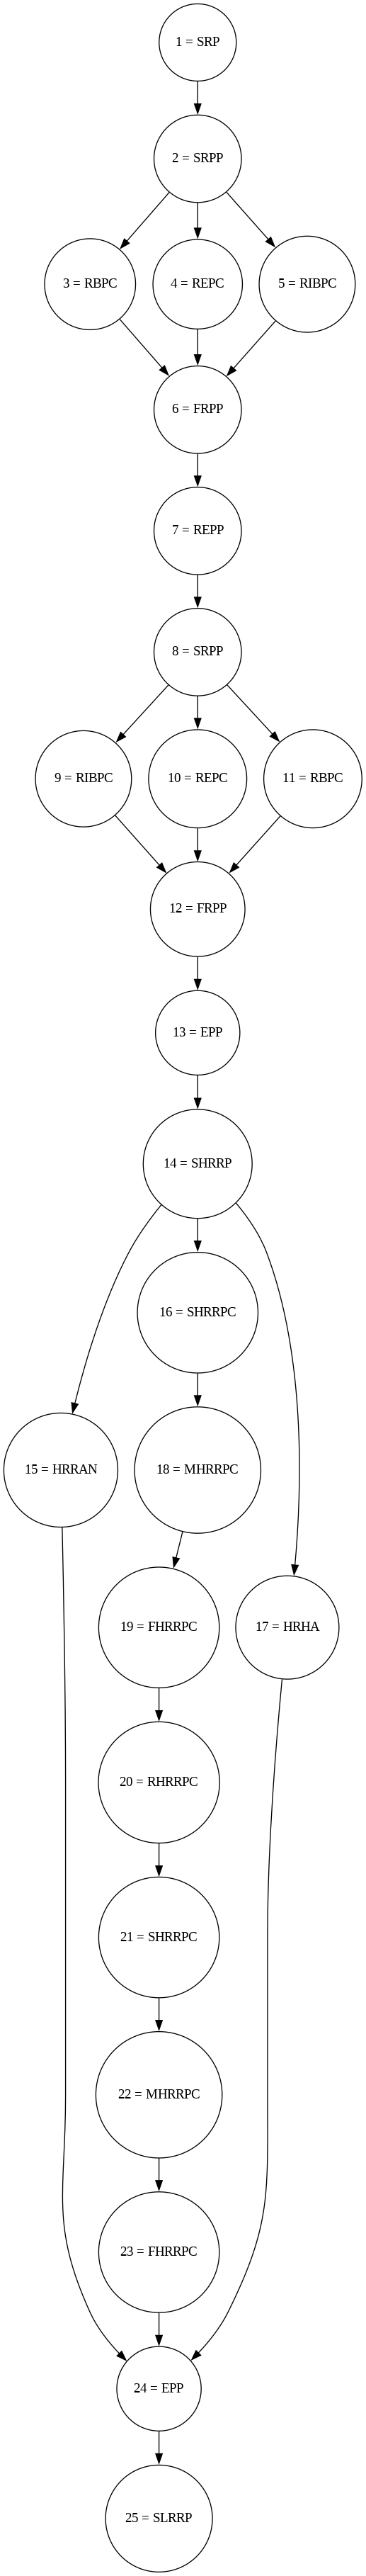 1 = SRP
2 = SRPP
3 = RBPC
4 = REPC
5 = RIBPC
6 = FRPP
7 = REPP
8 = SRPP
9 = RIBPC
10 = REPC
11 = RBPC
12 = FRPP
13 = EPP
14 = SHRRP
16 = SHRRPC
15 = HRRAN
18 = MHRRPC
19 = FHRRPC
17 = HRHA
20 = RHRRPC
21 = SHRRPC
22 = MHRRPC
23 = FHRRPC
24 = EPP
25 = SLRRP